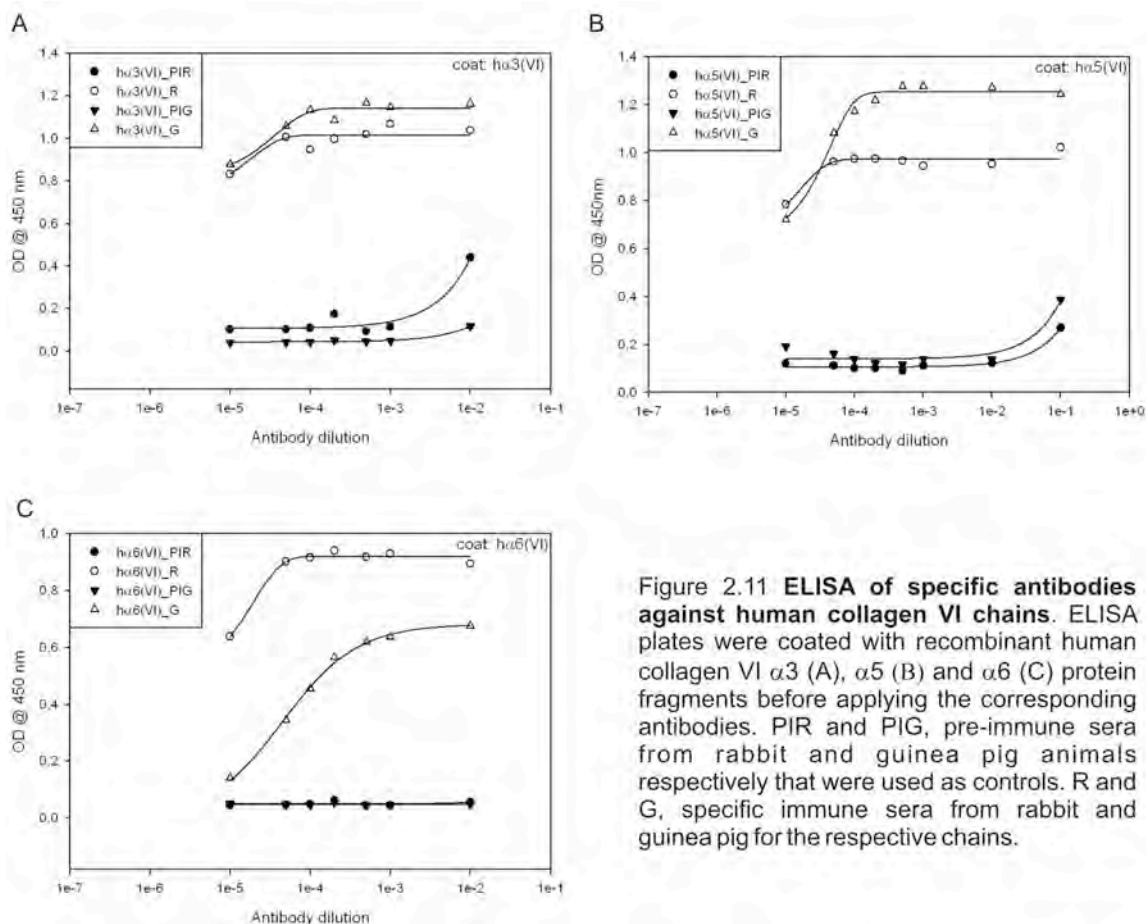 A
1.4
1.2
1.0
0.8
0.6
0.4
0.2
0.0
OD @ 450 nm
hα3(VI)_PIR
hα3(VI)_R
hα3(VI)_PIG
hα3(VI)_G
coat: hα3(VI)
1e-7 1e-6 1e-5 1e-4 1e-3 1e-2 1e-1
Antibody dilution
B
1.4
1.2
1.0
0.8
0.6
0.4
0.2
0.0
OD @ 450nm
hα5(VI)_PIR
hα5(VI)_R
hα5(VI)_PIG
hα5(VI)_G
coat: hα5(VI)
1e-7 1e-6 1e-5 1e-4 1e-3 1e-2 1e-1 1e+0
Antibody dilution
C
1.0
0.8
0.6
0.4
0.2
0.0
OD @ 450 nm
hα6(VI)_PIR
hα6(VI)_R
hα6(VI)_PIG
hα6(VI)_G
coat: hα6(VI)
1e-7 1e-6 1e-5 1e-4 1e-3 1e-2 1e-1
Antibody dilution
Figure 2.11 ELISA of specific antibodies
against human collagen VI chains. ELISA
plates were coated with recombinant human
collagen VI α3 (A), α5 (B) and α6 (C) protein
fragments before applying the corresponding
antibodies. PIR and PIG, pre-immune sera
from rabbit and guinea pig animals
respectively that were used as controls. R and
G, specific immune sera from rabbit and
guinea pig for the respective chains.